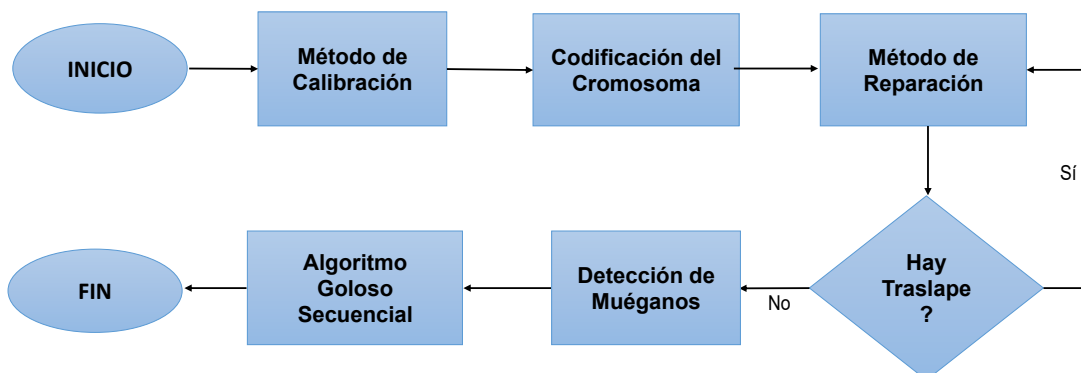 INICIO
Método de
Calibración
Codificación del
Cromosoma
Método de
Reparación
Sí
Hay
Traslape
?
No
Detección de
Muéganos
Algoritmo
Goloso
Secuencial
FIN